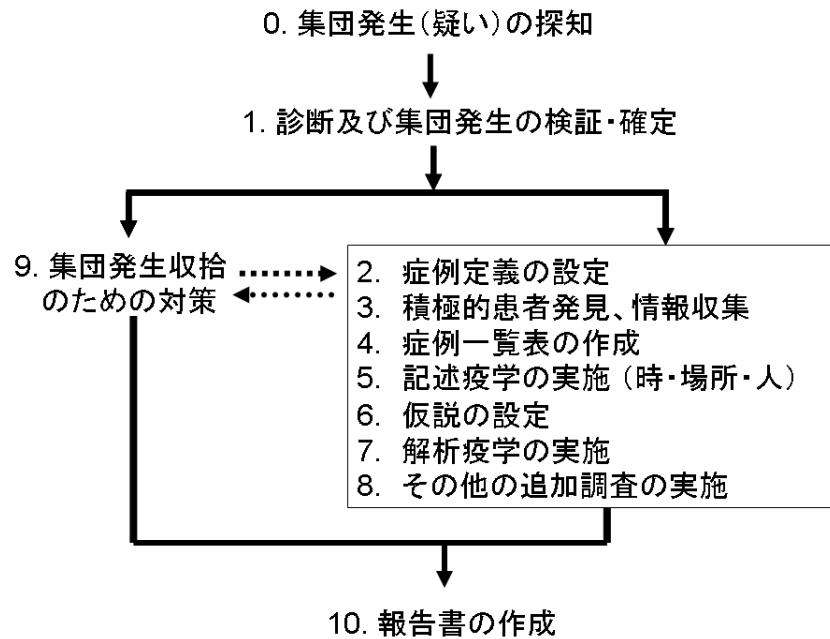 0. 集団発生(疑い)の探知
1. 診断及び集団発生の検証・確定
9. 集団発生収拾
のための対策
2. 症例定義の設定
3. 積極的患者発見、情報収集
4. 症例一覧表の作成
5. 記述疫学の実施(時・場所・人)
6. 仮説の設定
7. 解析疫学の実施
8. その他の追加調査の実施
10. 報告書の作成